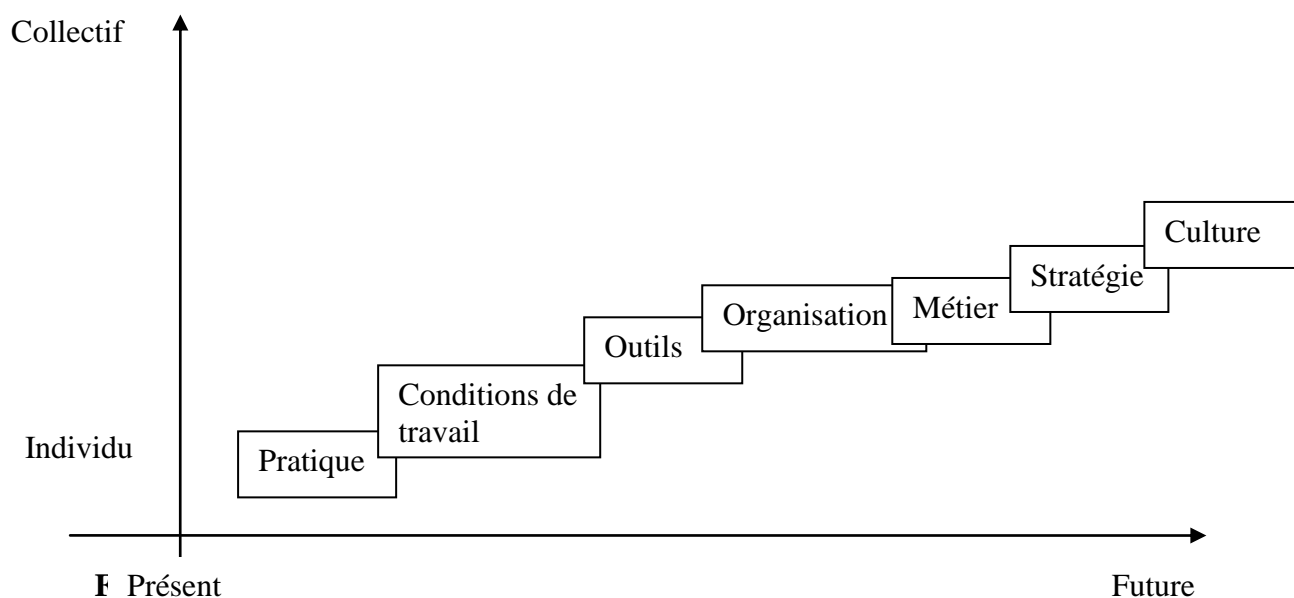 Collectif
Culture
Stratégie
Métier
Organisation
Outils
Conditions de
travail
Individu
Pratique
Présent
Future